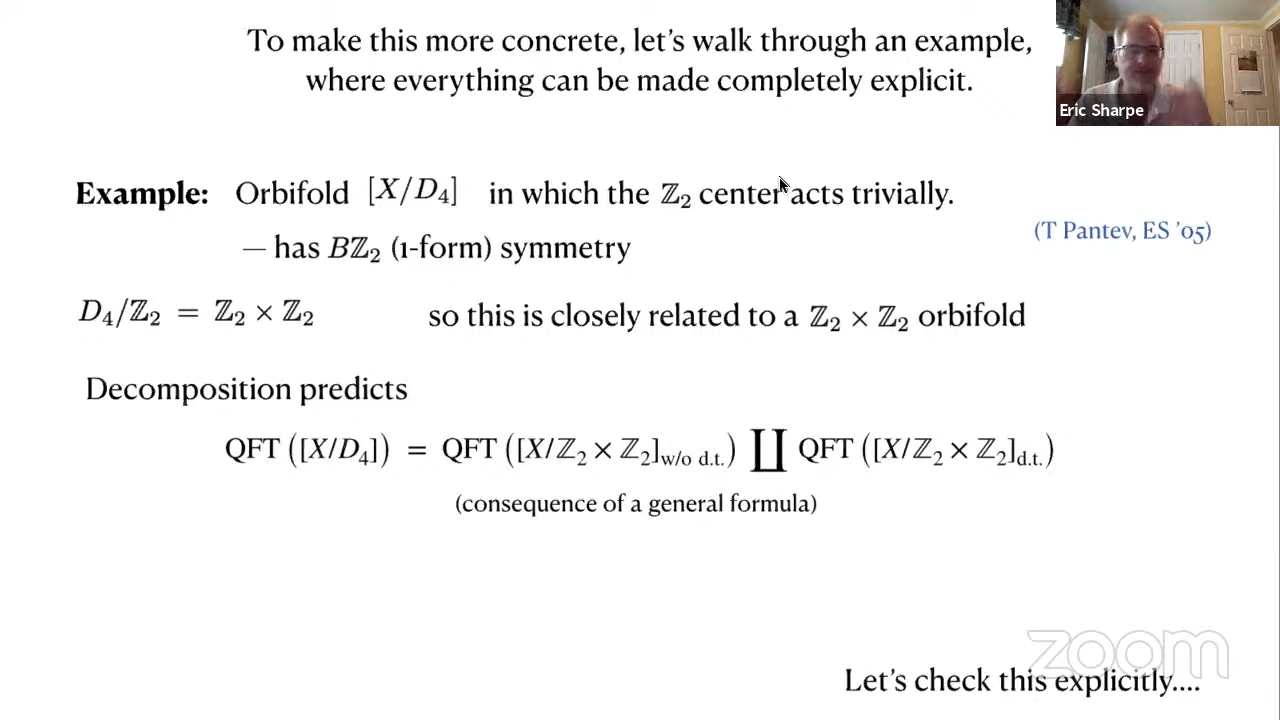 To make this more concrete, let's walk through an example,
where everything can be made completely explicit.
Eric Sharpe
Example: Orbifold [X/D₄] in which the ℤ₂ center acts trivially.
(T Pantev, ES '05)
— has Bℤ₂ (1-form) symmetry
D₄/ℤ₂ = ℤ₂ × ℤ₂ so this is closely related to a ℤ₂ × ℤ₂ orbifold
Decomposition predicts
QFT ([X/D₄]) = QFT ([X/ℤ₂ × ℤ₂]w/o d.t.) ∐ QFT ([X/ℤ₂ × ℤ₂]d.t.)
(consequence of a general formula)
zoom
Let's check this explicitly....